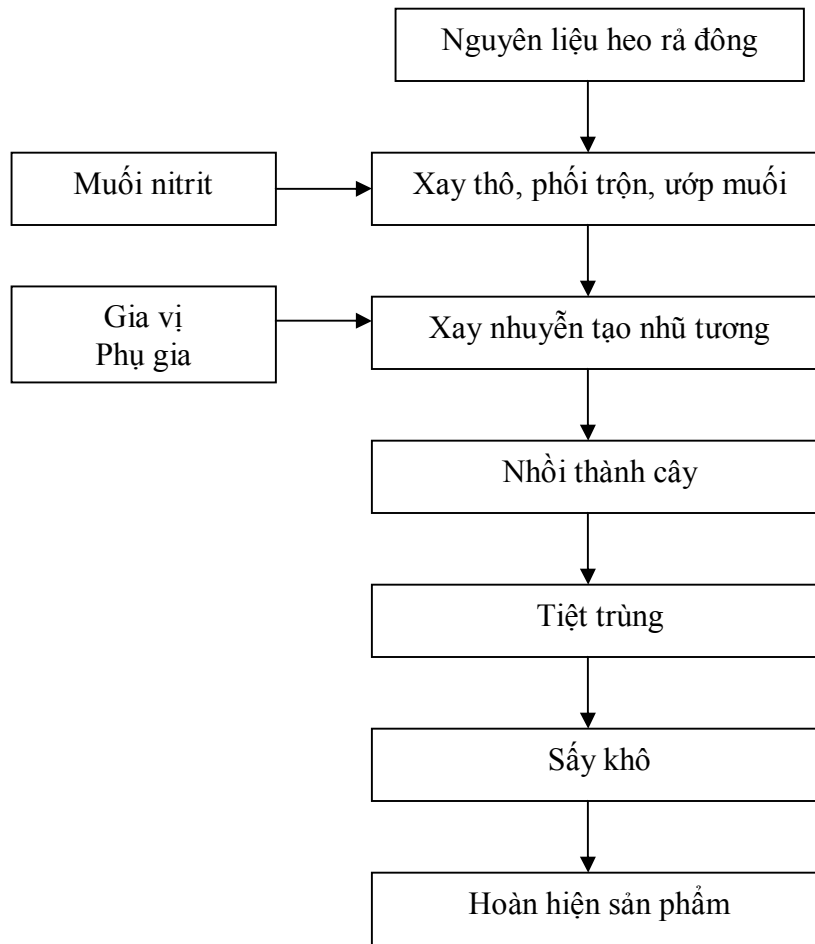 Nguyên liệu heo rả đông
Muối nitrit
Xay thô, phối trộn, ướp muối
Gia vị
Phụ gia
Xay nhuyễn tạo nhũ tương
Nhồi thành cây
Tiệt trùng
Sấy khô
Hoàn hiện sản phẩm